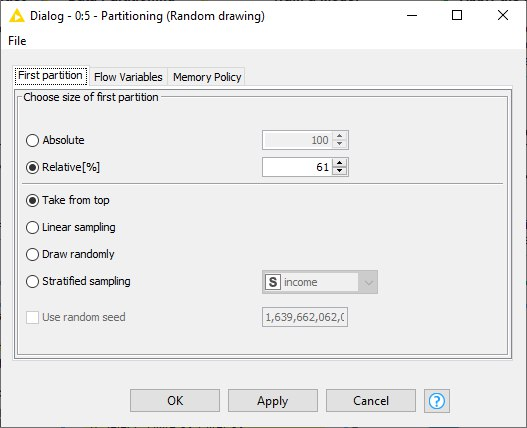 Dialog - 0:5 - Partitioning (Random drawing)
File
First partition Flow Variables Memory Policy
Choose size of first partition
Absolute 100
Relative[%] 61
Take from top
Linear sampling
Draw randomly
Stratified sampling S income
Use random seed 1,639,662,062,0
OK Apply Cancel ?